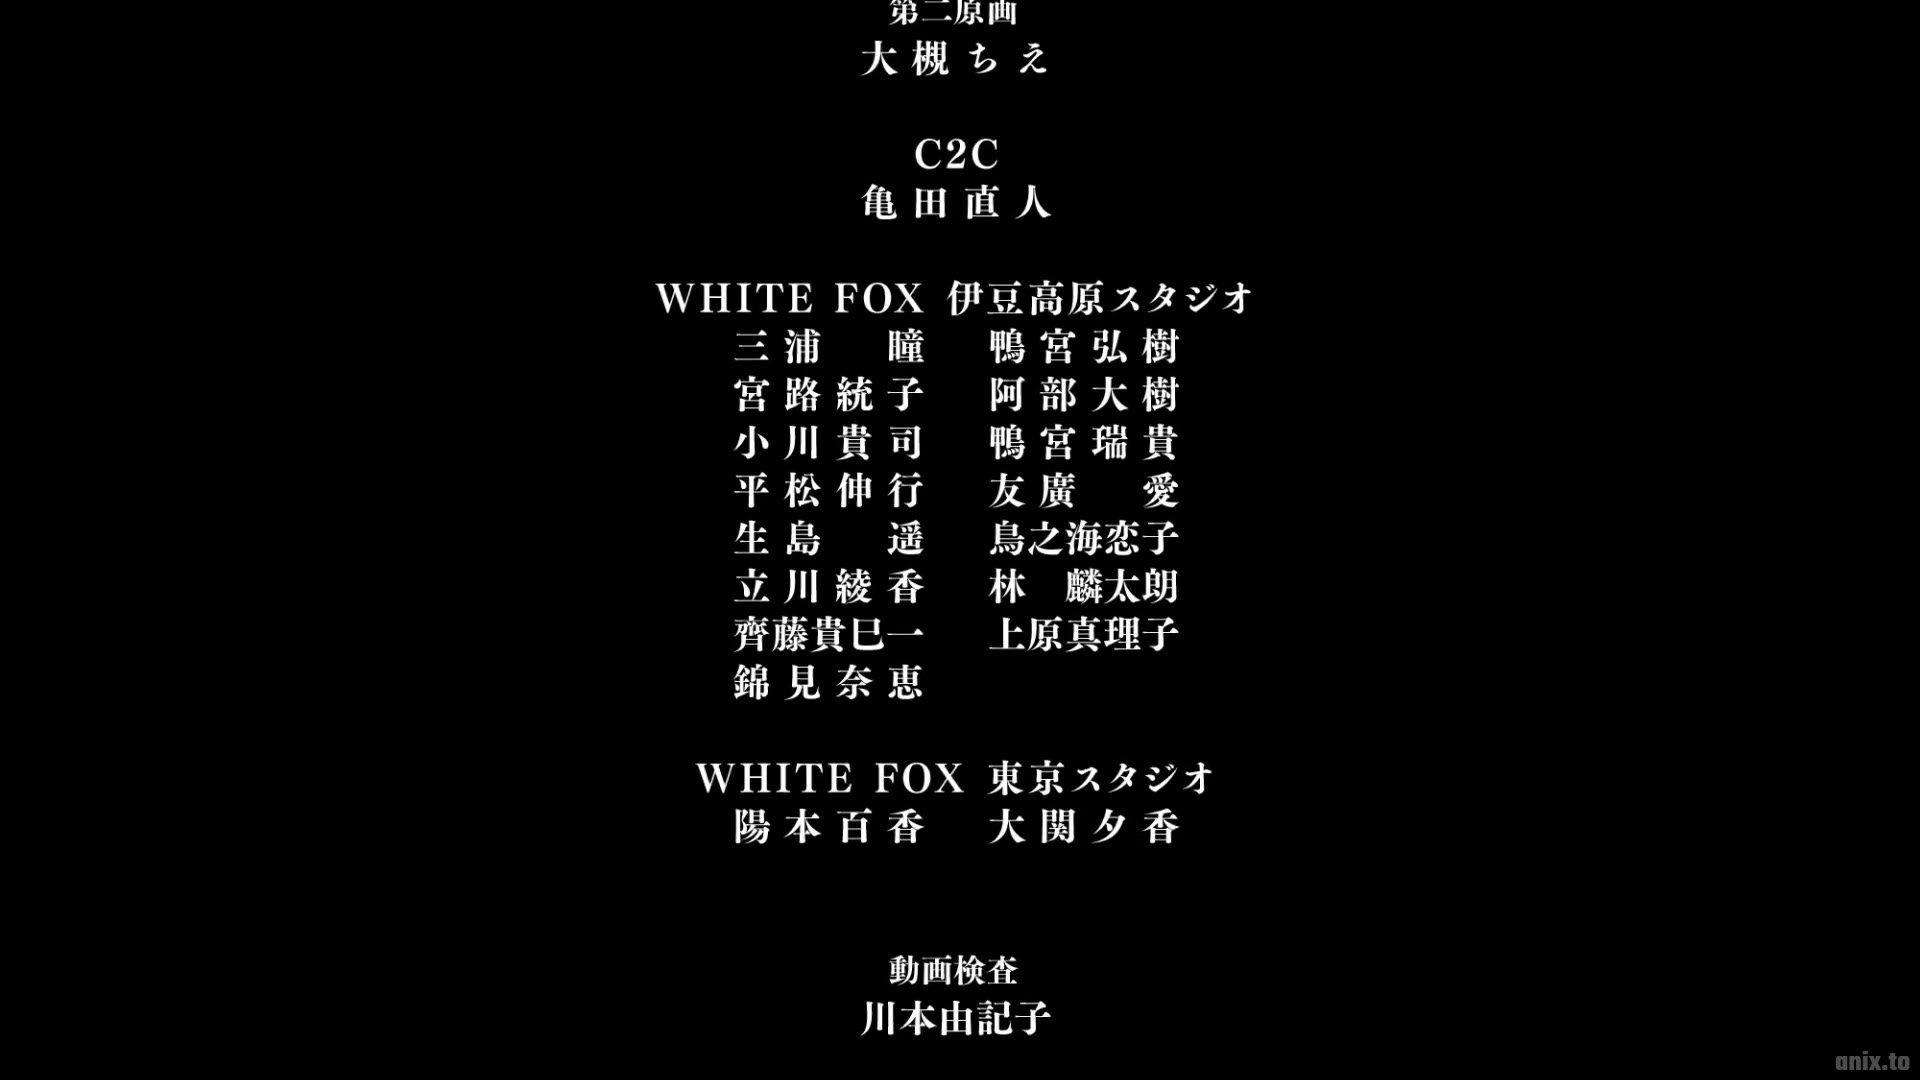 第二原画
大槻ちえ
C2C
亀田直人
WHITE FOX 伊豆高原スタジオ
三浦 瞳 鴨宮弘樹
宮路統子 阿部大樹
小川貴司 鴨宮瑞貴
平松伸行 友廣 愛
生島 遥 鳥之海恋子
立川綾香 林 麟太朗
齊藤貴巳一 上原真理子
錦見奈恵
WHITE FOX 東京スタジオ
陽本百香 大関夕香
動画検査
川本由記子
anix.to